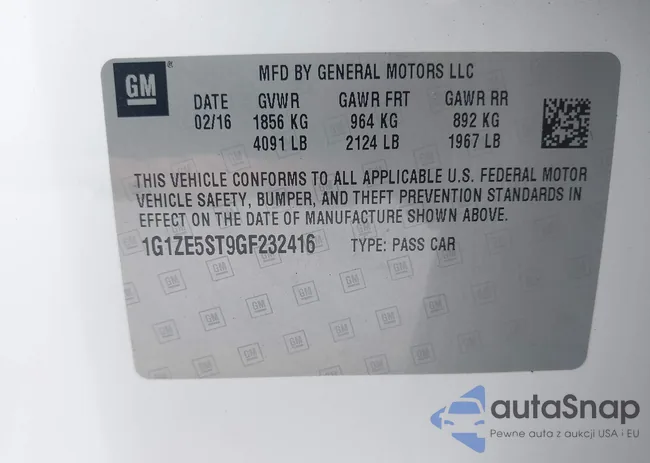 GM ®
MFD BY GENERAL MOTORS LLC
DATE GVWR GAWR FRT GAWR RR
02/16 1856 KG 964 KG 892 KG
4091 LB 2124 LB 1967 LB
THIS VEHICLE CONFORMS TO ALL APPLICABLE U.S. FEDERAL MOTOR
VEHICLE SAFETY, BUMPER, AND THEFT PREVENTION STANDARDS IN
EFFECT ON THE DATE OF MANUFACTURE SHOWN ABOVE.
1G1ZE5ST9GF232416 TYPE: PASS CAR
autaSnap
Pewne auta z aukcji USA i EU